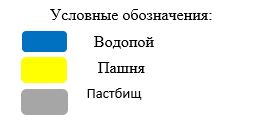 Условные обозначения:
Водопой
Пашня
Пастбищ